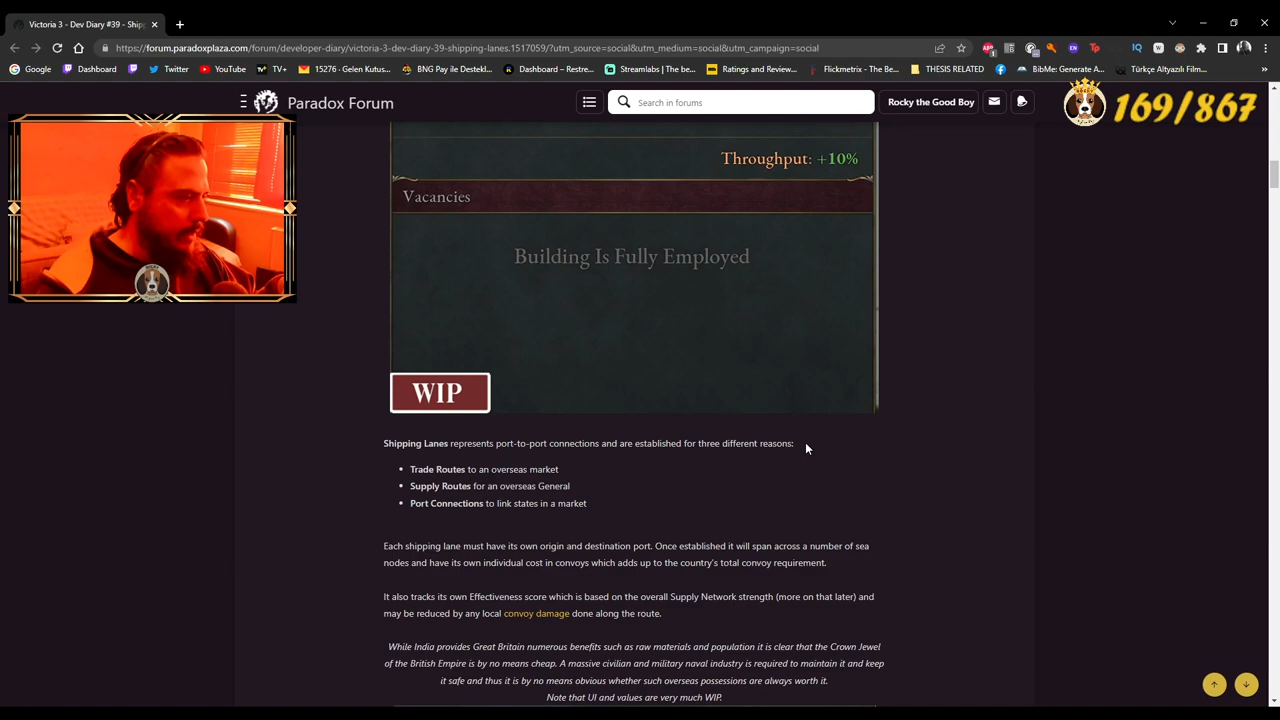 Victoria 3 - Dev Diary #39 - Ship
https://forum.paradoxplaza.com/forum/developer-diary/victoria-3-dev-diary-39-shipping-lanes.1517059/?utm_source=social&utm_medium=social&utm_campaign=social
Google Dashboard Twitter YouTube TV+ 15276 · Gelen Kutus... BNG Pay ile Destekl... Dashboard – Restre... Streamlabs | The be... Ratings and Review... Flickmetrix - The Be... THESIS RELATED BibMe: Generate A... Türkçe Altyazılı Film...
Paradox Forum
Search in forums
Rocky the Good Boy
169/867
Throughput: +10%
Vacancies
Building Is Fully Employed
WIP
Shipping Lanes represents port-to-port connections and are established for three different reasons:
Trade Routes to an overseas market
Supply Routes for an overseas General
Port Connections to link states in a market
Each shipping lane must have its own origin and destination port. Once established it will span across a number of sea
nodes and have its own individual cost in convoys which adds up to the country's total convoy requirement.
It also tracks its own Effectiveness score which is based on the overall Supply Network strength (more on that later) and
may be reduced by any local convoy damage done along the route.
While India provides Great Britain numerous benefits such as raw materials and population it is clear that the Crown Jewel
of the British Empire is by no means cheap. A massive civilian and military naval industry is required to maintain it and keep
it safe and thus it is by no means obvious whether such overseas possessions are always worth it.
Note that UI and values are very much WIP.